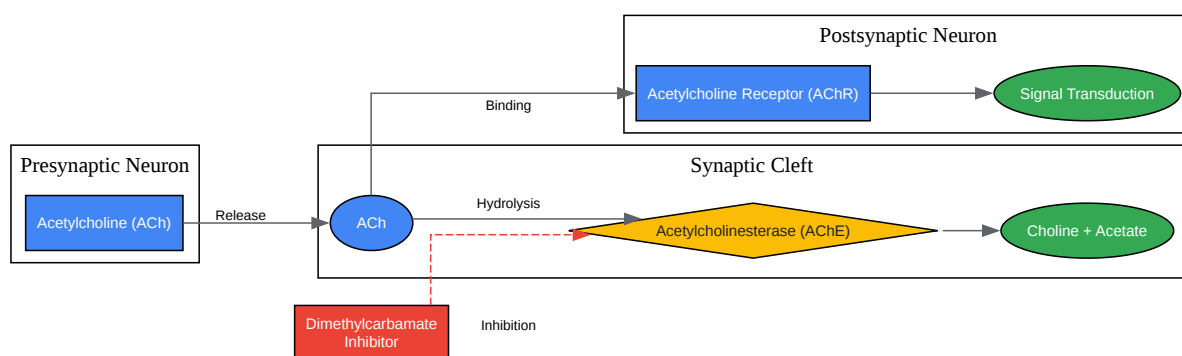 Postsynaptic Neuron
Acetylcholine Receptor (AChR)
Signal Transduction
Binding
Presynaptic Neuron
Synaptic Cleft
Acetylcholine (ACh)
Release
ACh
Hydrolysis
Acetylcholinesterase (AChE)
Choline + Acetate
Dimethylcarbamate
Inhibitor
Inhibition